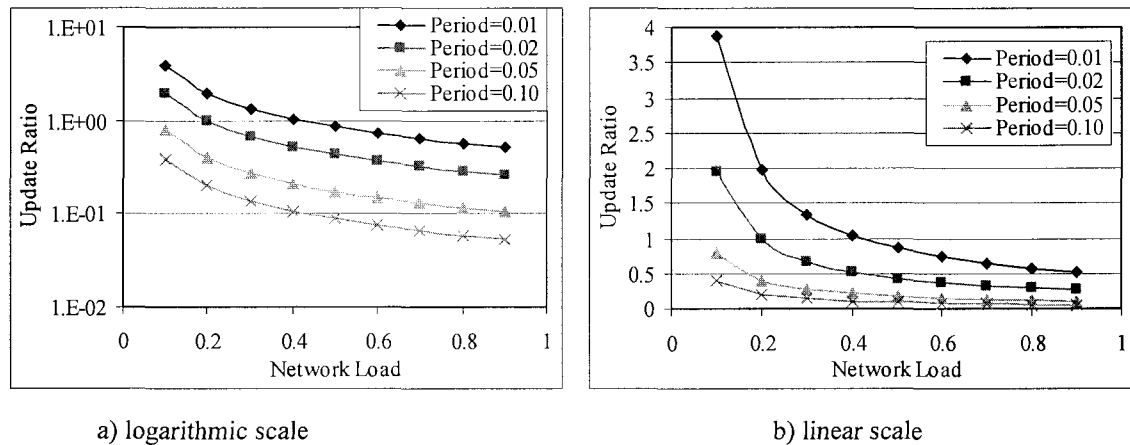 1.E+01
1.E+00
1.E-01
1.E-02
Update Ratio
0 0.2 0.4 0.6 0.8 1
Network Load
Period=0.01
Period=0.02
Period=0.05
Period=0.10
a) logarithmic scale
4
3.5
3
2.5
2
1.5
1
0.5
0
Update Ratio
0 0.2 0.4 0.6 0.8 1
Network Load
Period=0.01
Period=0.02
Period=0.05
Period=0.10
b) linear scale